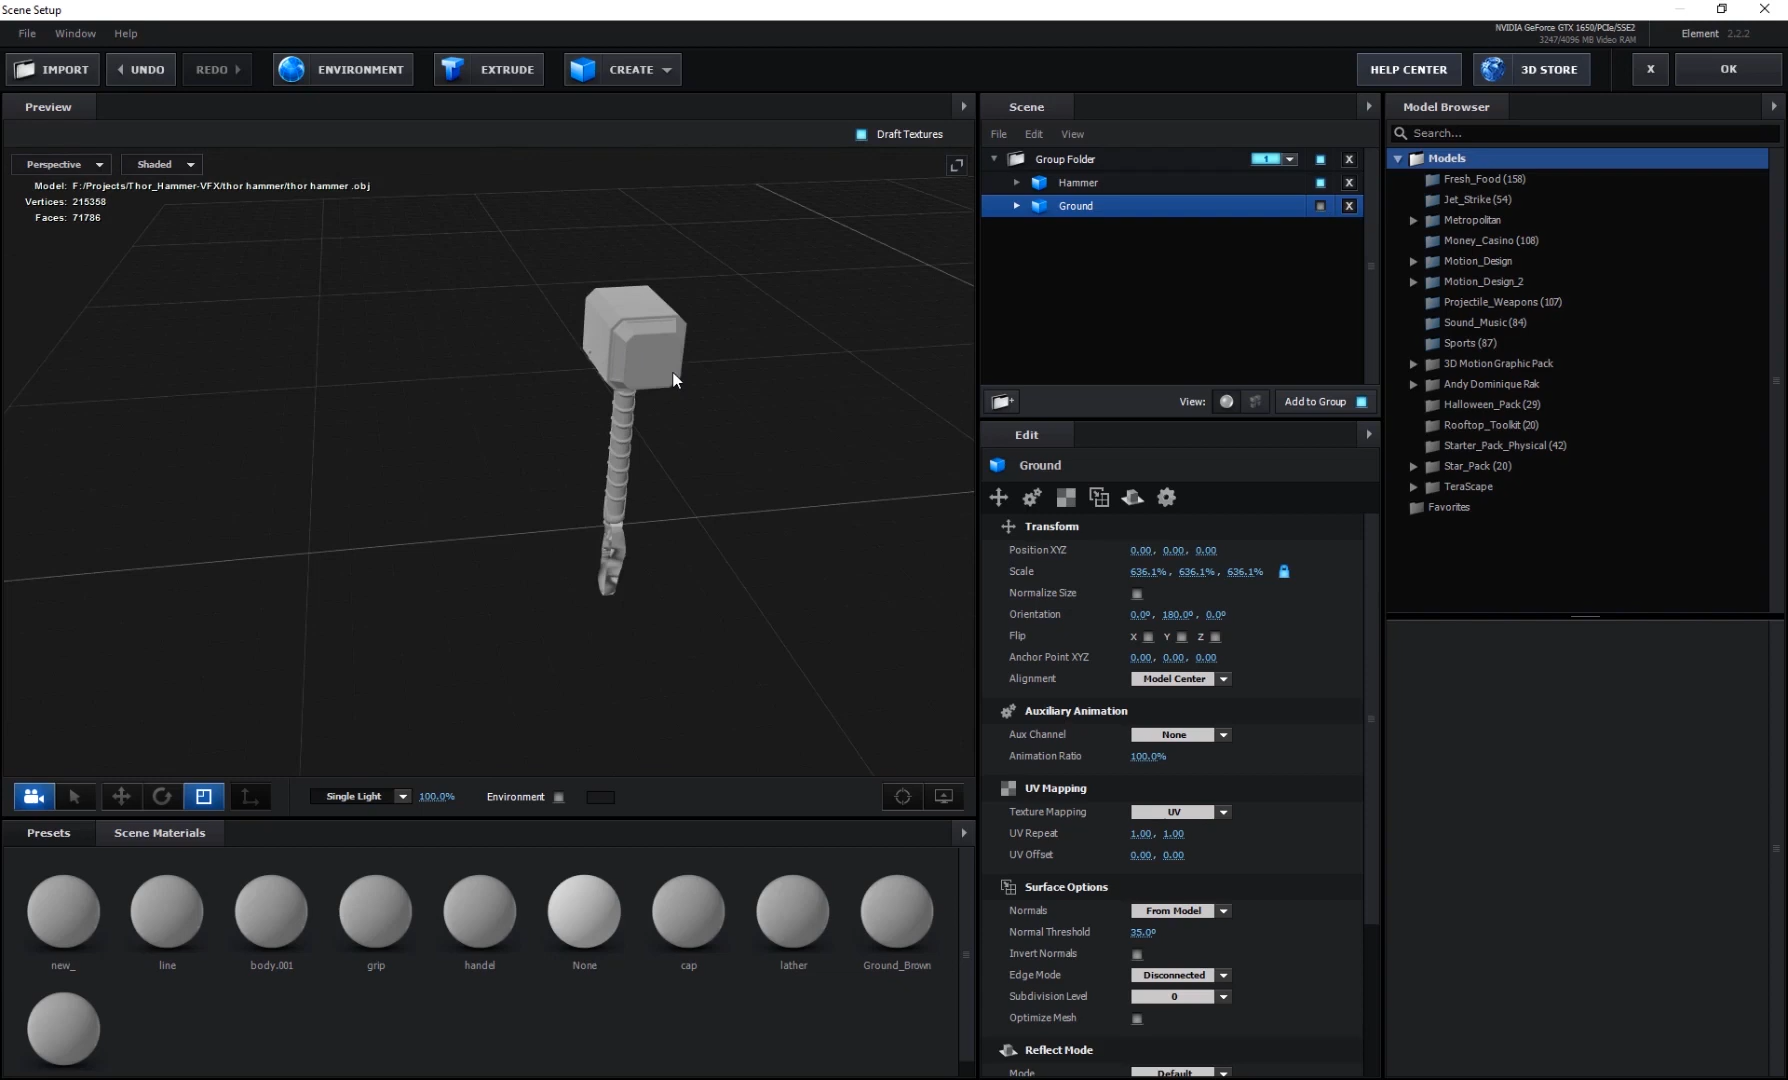 Scene Setup
File Window Help
NVIDIA GeForce GTX 1650/PCIe/SSE2
3247/4096 MB Video RAM
Element 2.2.2
IMPORT UNDO REDO ENVIRONMENT EXTRUDE CREATE HELP CENTER 3D STORE X OK
Preview
Draft Textures
Perspective Shaded
Model: F:/Projects/Thor_Hammer-VFX/thor hammer/thor hammer .obj
Vertices: 215358
Faces: 71786
Single Light 100.0% Environment
Presets Scene Materials
new_ line body.001 grip handel None cap lather Ground_Brown
Scene
File Edit View
Group Folder 1 X
Hammer X
Ground X
View: Add to Group
Edit
Ground
Transform
Position XYZ 0.00, 0.00, 0.00
Scale 636.1%, 636.1%, 636.1%
Normalize Size
Orientation 0.0º, 180.0º, 0.0º
Flip X Y Z
Anchor Point XYZ 0.00, 0.00, 0.00
Alignment Model Center
Auxiliary Animation
Aux Channel None
Animation Ratio 100.0%
UV Mapping
Texture Mapping UV
UV Repeat 1.00, 1.00
UV Offset 0.00, 0.00
Surface Options
Normals From Model
Normal Threshold 35.0º
Invert Normals
Edge Mode Disconnected
Subdivision Level 0
Optimize Mesh
Reflect Mode
Mode Default
Model Browser
Search...
Models
Fresh_Food (158)
Jet_Strike (54)
Metropolitan
Money_Casino (108)
Motion_Design
Motion_Design_2
Projectile_Weapons (107)
Sound_Music (84)
Sports (87)
3D MotionGraphic Pack
Andy Dominique Rak
Halloween_Pack (29)
Rooftop_Toolkit (20)
Starter_Pack_Physical (42)
Star_Pack (20)
TeraScape
Favorites